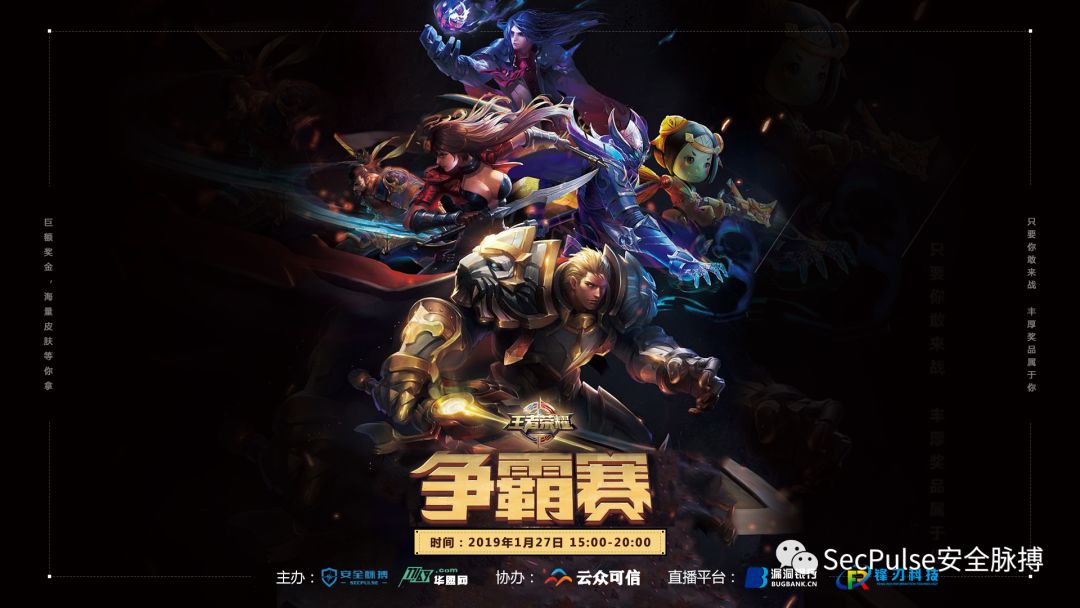 巨额奖金，海量皮肤等你拿
只要你敢来战 丰厚奖品属于你
只要你敢来战 丰厚奖品属于
王者荣耀
争霸赛
时间：2019年1月27日 15:00-20:00
SecPulse安全脉搏
主办： 安全脉搏 华盟网 协办： 云众可信 直播平台： 漏洞银行 锋刃科技
SECPULSE .com BUGBANK.CN